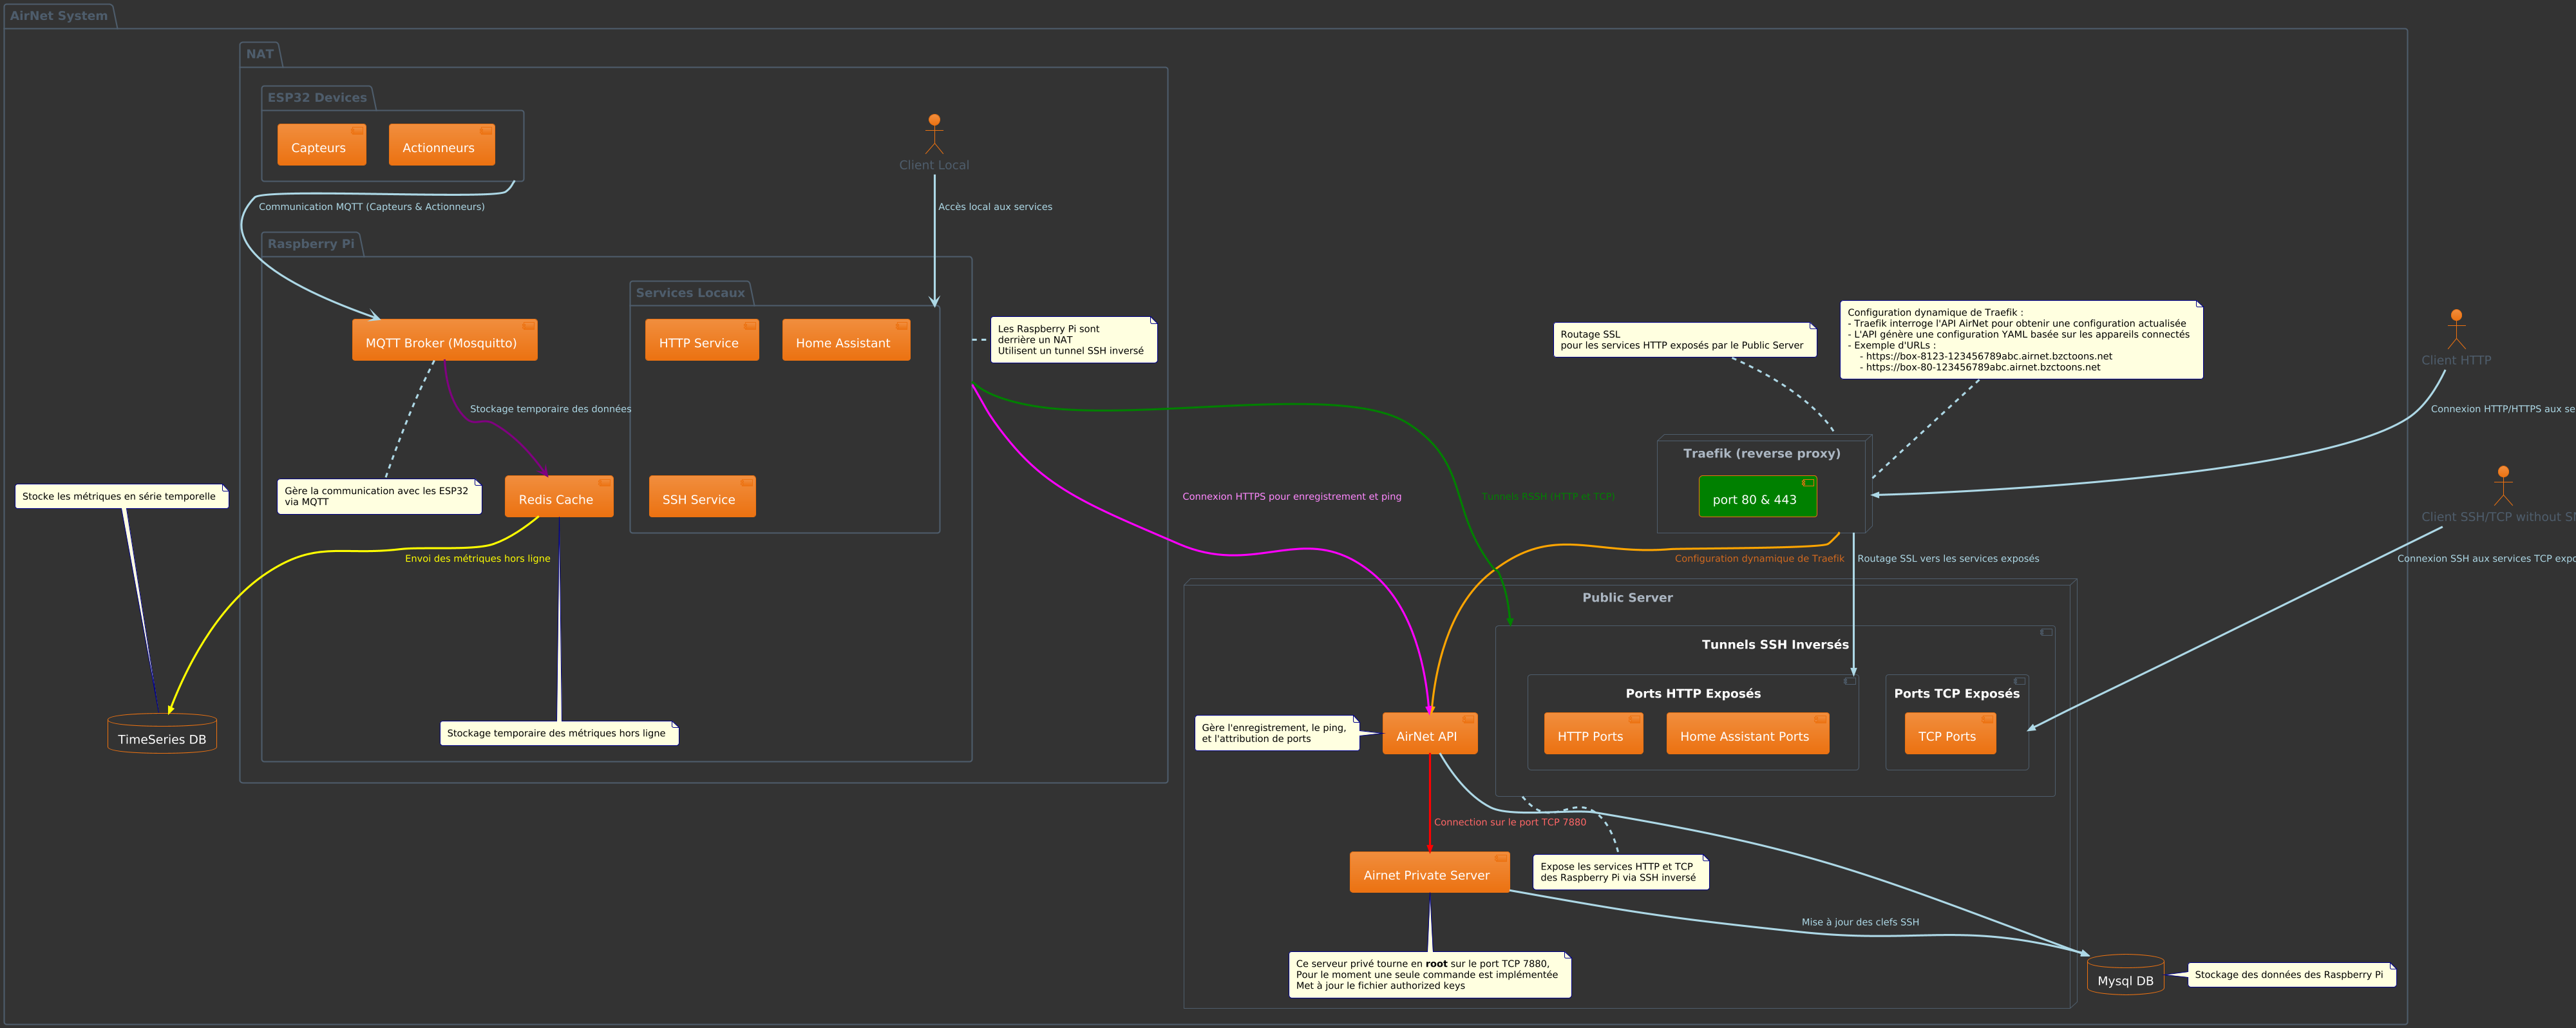 AirNet System
NAT
ESP32 Devices
Capteurs
Actionneurs
Client Local
Communication MQTT (Capteurs & Actionneurs)
Accès local aux services
Raspberry Pi
Services Locaux
MQTT Broker (Mosquitto)
HTTP Service
Home Assistant
Les Raspberry Pi sont
derrière un NAT
Utilisent un tunnel SSH inversé
Routage SSL
pour les services HTTP exposés par le Public Server
Configuration dynamique de Traefik :
- Traefik interroge l'API AirNet pour obtenir une configuration actualisée
- L'API génère une configuration YAML basée sur les appareils connectés
- Exemple d'URLs :
- https://box-8123-123456789abc.airnet.bzctoons.net
- https://box-80-123456789abc.airnet.bzctoons.net
Client HTTP
Stockage temporaire des données
Connexion HTTP/HTTPS aux se
Traefik (reverse proxy)
port 80 & 443
Stocke les métriques en série temporelle
Gère la communication avec les ESP32
via MQTT
Redis Cache
SSH Service
Connexion HTTPS pour enregistrement et ping
Tunnels RSSH (HTTP et TCP)
Client SSH/TCP without SN
Envoi des métriques hors ligne
Configuration dynamique de Traefik
Routage SSL vers les services exposés
Connexion SSH aux services TCP expo
Public Server
Tunnels SSH Inversés
Ports HTTP Exposés
Ports TCP Exposés
TimeSeries DB
Stockage temporaire des métriques hors ligne
Gère l'enregistrement, le ping,
et l'attribution de ports
AirNet API
HTTP Ports
Home Assistant Ports
TCP Ports
Connection sur le port TCP 7880
Airnet Private Server
Expose les services HTTP et TCP
des Raspberry Pi via SSH inversé
Mise à jour des clefs SSH
Ce serveur privé tourne en root sur le port TCP 7880,
Pour le moment une seule commande est implémentée
Met à jour le fichier authorized keys
Mysql DB
Stockage des données des Raspberry Pi